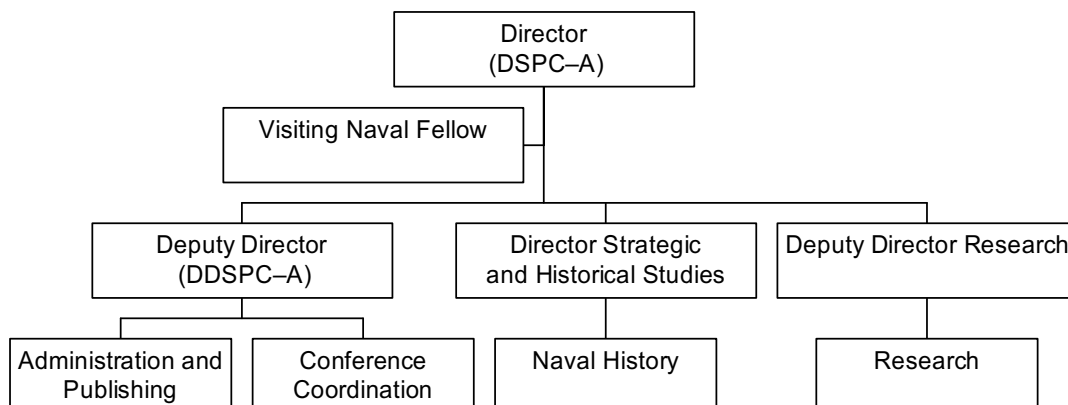 Director
(DSPC–A)
Visiting Naval Fellow
Deputy Director
(DDSPC–A)
Director Strategic
and Historical Studies
Deputy Director Research
Administration and
Publishing
Conference
Coordination
Naval History
Research